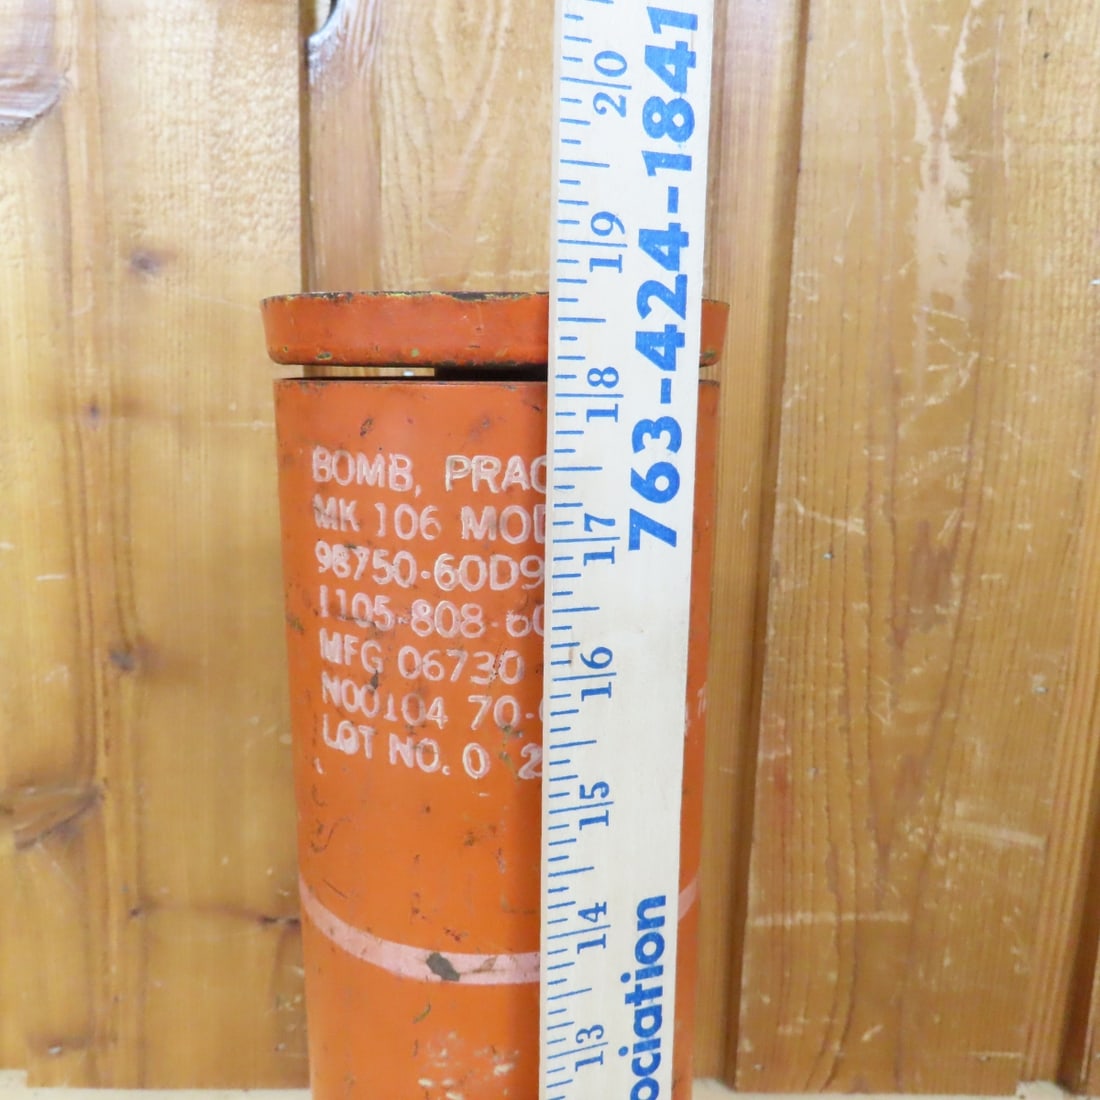 BOMB, PRAC
MK 106 MOD
98750-60D9
1105-808-60
MFG 06730
N00104 70-
LOT NO. 0 2
20
19
18
17
16
15
14
13
763-424-1841
ociation